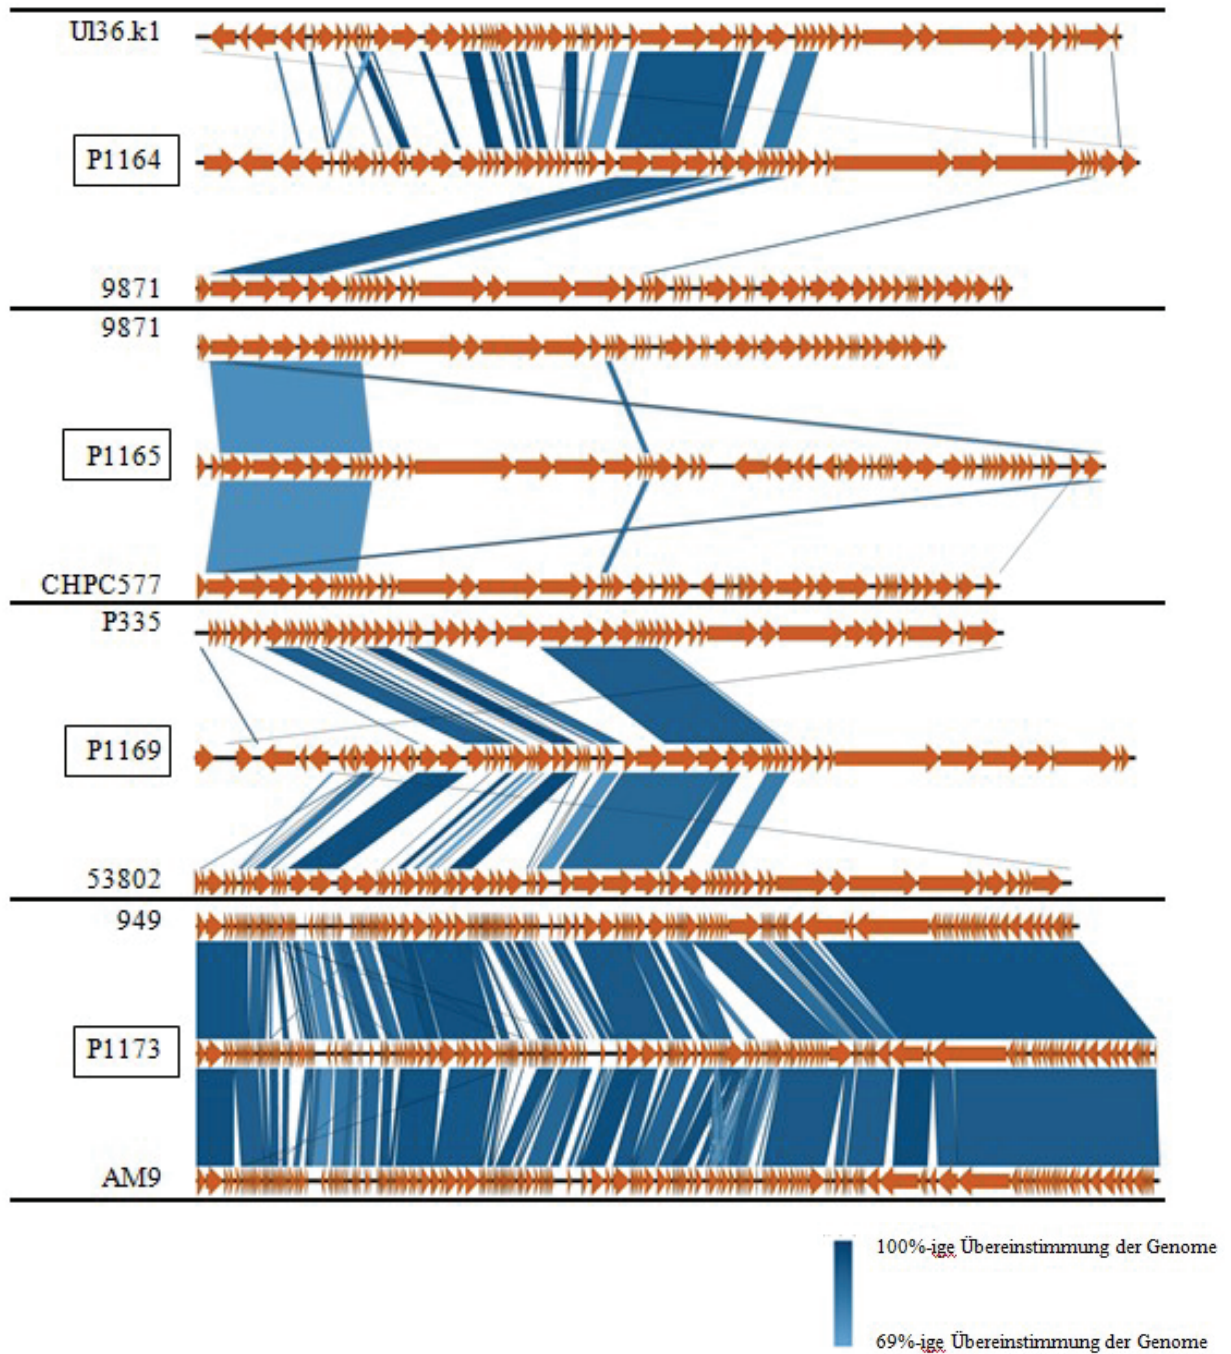 Ul36.k1
P1164
9871
9871
P1165
CHPC577
P335
P1169
53802
949
P1173
AM9
100%-ige Übereinstimmung der Genome
69%-ige Übereinstimmung der Genome